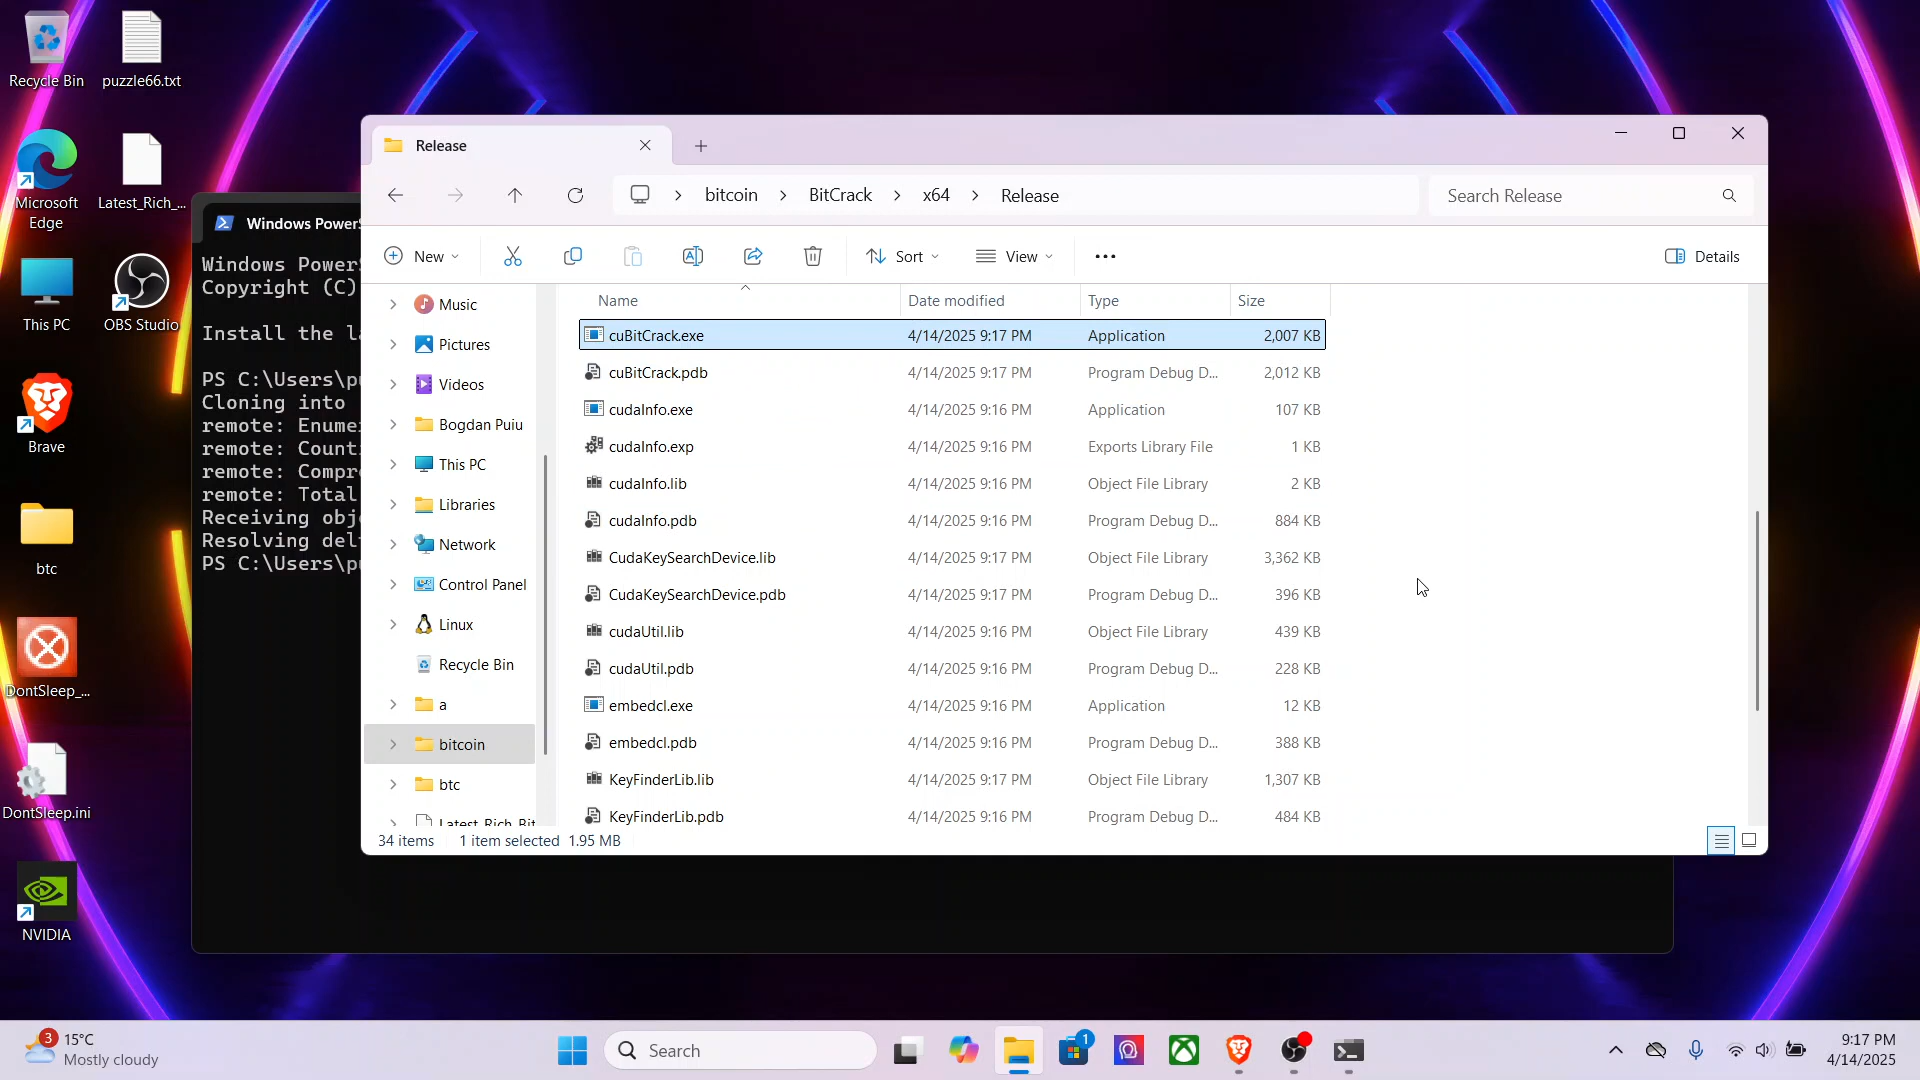 Recycle Bin
puzzle66.txt
Microsoft
Edge
Latest_Rich_...
This PC
OBS Studio
Brave
btc
DontSleep_...
DontSleep.ini
NVIDIA
Windows PowerS
Windows PowerS
Copyright (C)
Install the la
PS C:\Users\pu
Cloning into
remote: Enume
remote: Count
remote: Compre
remote: Total
Receiving obj
Resolving del
PS C:\Users\pu
Release
bitcoin
BitCrack
x64
Release
Search Release
New
Sort
View
Details
Name
Date modified
Type
Size
Music
Pictures
Videos
Bogdan Puiu
This PC
Libraries
Network
Control Panel
Linux
Recycle Bin
a
bitcoin
btc
Latest_Rich_Bit
cuBitCrack.exe 4/14/2025 9:17 PM Application 2,007 KB
cuBitCrack.pdb 4/14/2025 9:17 PM Program Debug D... 2,012 KB
cudaInfo.exe 4/14/2025 9:16 PM Application 107 KB
cudaInfo.exp 4/14/2025 9:16 PM Exports Library File 1 KB
cudaInfo.lib 4/14/2025 9:16 PM Object File Library 2 KB
cudaInfo.pdb 4/14/2025 9:16 PM Program Debug D... 884 KB
CudaKeySearchDevice.lib 4/14/2025 9:17 PM Object File Library 3,362 KB
CudaKeySearchDevice.pdb 4/14/2025 9:17 PM Program Debug D... 396 KB
cudaUtil.lib 4/14/2025 9:16 PM Object File Library 439 KB
cudaUtil.pdb 4/14/2025 9:16 PM Program Debug D... 228 KB
embedcl.exe 4/14/2025 9:16 PM Application 12 KB
embedcl.pdb 4/14/2025 9:16 PM Program Debug D... 388 KB
KeyFinderLib.lib 4/14/2025 9:17 PM Object File Library 1,307 KB
KeyFinderLib.pdb 4/14/2025 9:16 PM Program Debug D... 484 KB
34 items 1 item selected 1.95 MB
3
15°C
Mostly cloudy
Search
1
9:17 PM
4/14/2025